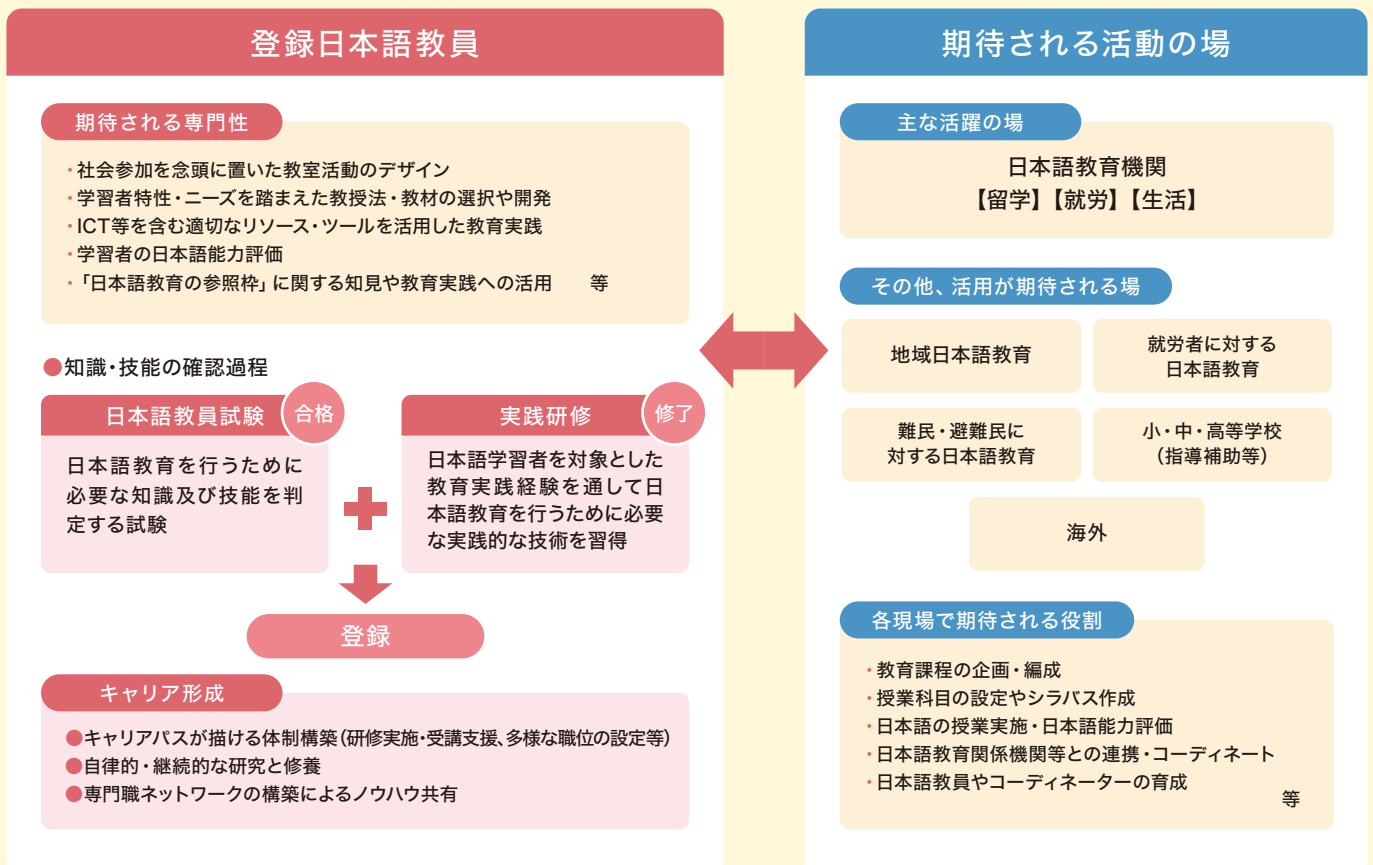 登録日本語教員
期待される専門性
・社会参加を念頭に置いた教室活動のデザイン
・学習者特性・ニーズを踏まえた教授法・教材の選択や開発
・ICT等を含む適切なリソース・ツールを活用した教育実践
・学習者の日本語能力評価
・「日本語教育の参照枠」に関する知見や教育実践への活用　等
●知識・技能の確認過程
日本語教員試験
合格
日本語教育を行うために
必要な知識及び技能を判
定する試験
実践研修
修了
日本語学習者を対象とした
教育実践経験を通して日
本語教育を行うために必要
な実践的な技術を習得
登録
キャリア形成
●キャリアパスが描ける体制構築(研修実施・受講支援、多様な職位の設定等)
●自律的・継続的な研究と修養
●専門職ネットワークの構築によるノウハウ共有
期待される活動の場
主な活躍の場
日本語教育機関
【留学】【就労】【生活】
その他、活用が期待される場
地域日本語教育
就労者に対する
日本語教育
難民・避難民に
対する日本語教育
小・中・高等学校
(指導補助等)
海外
各現場で期待される役割
・教育課程の企画・編成
・授業科目の設定やシラバス作成
・日本語の授業実施・日本語能力評価
・日本語教育関係機関等との連携・コーディネート
・日本語教員やコーディネーターの育成
等